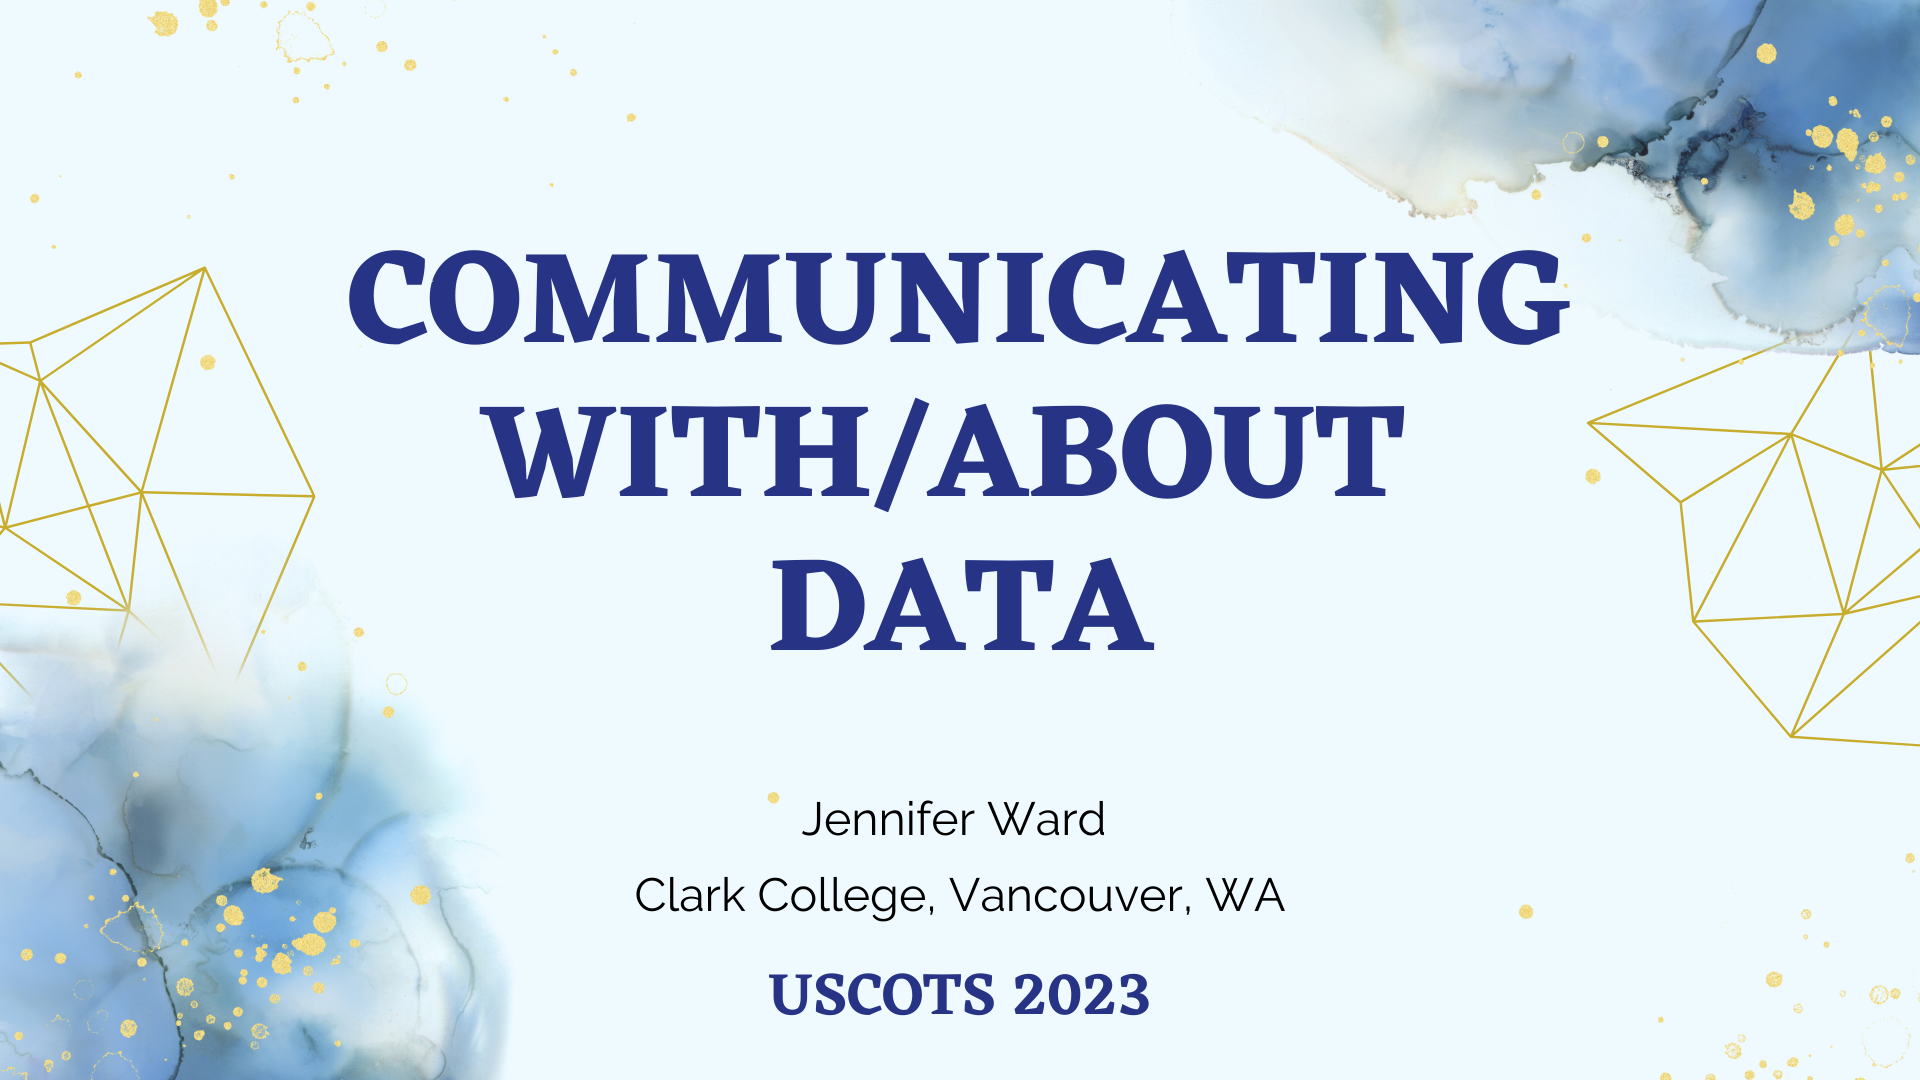 COMMUNICATING
WITH/ABOUT
DATA
Jennifer Ward
Clark College, Vancouver, WA
USCOTS 2023